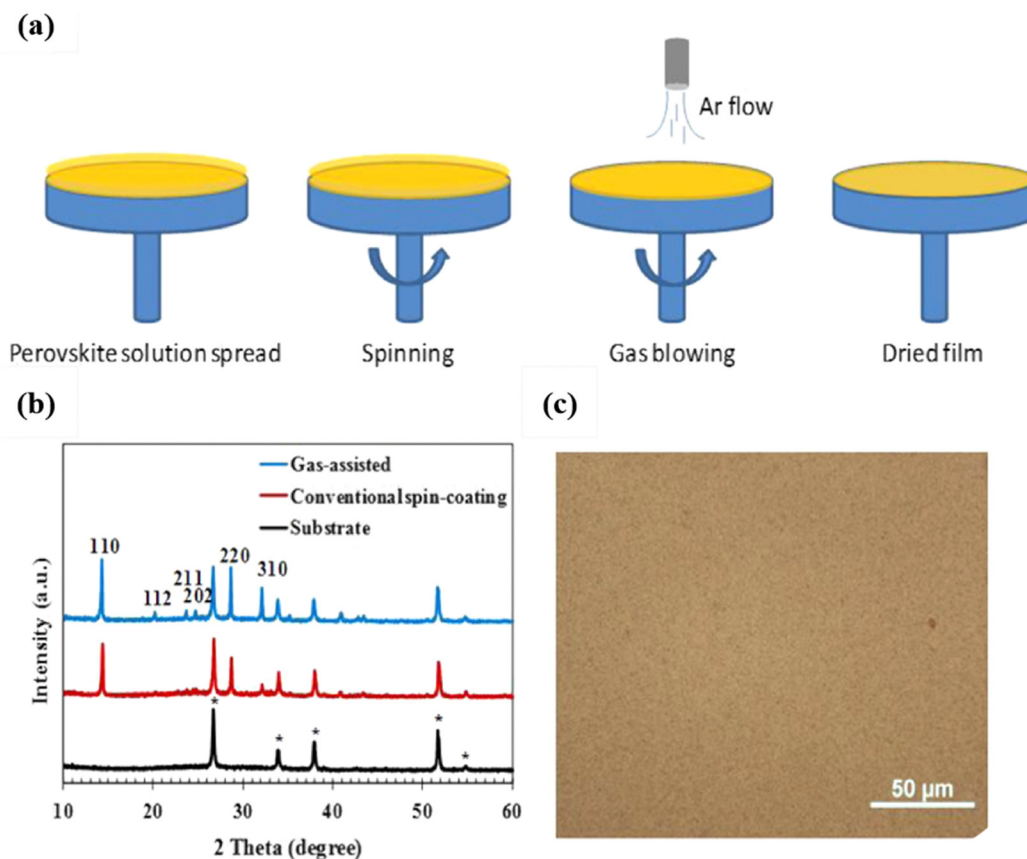 (a)
Ar flow
Perovskite solution spread
Spinning
Gas blowing
Dried film
(b)
(c)
Gas-assisted
Conventional spin-coating
Substrate
110
112
211
202
220
310
*
*
*
*
*
Intensity (a.u.)
10
20
30
40
50
60
2 Theta (degree)
50 µm